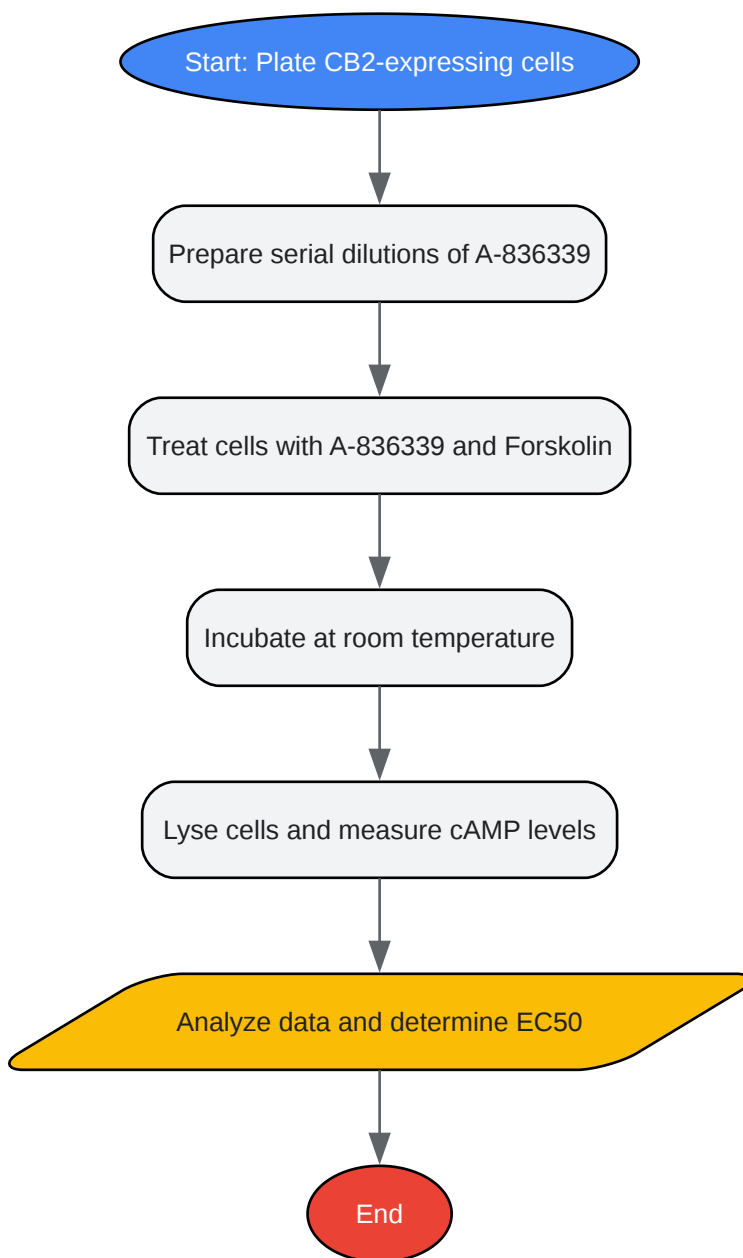 Start: Plate CB2-expressing cells
Prepare serial dilutions of A-836339
Treat cells with A-836339 and Forskolin
Incubate at room temperature
Lyse cells and measure cAMP levels
Analyze data and determine EC50
End